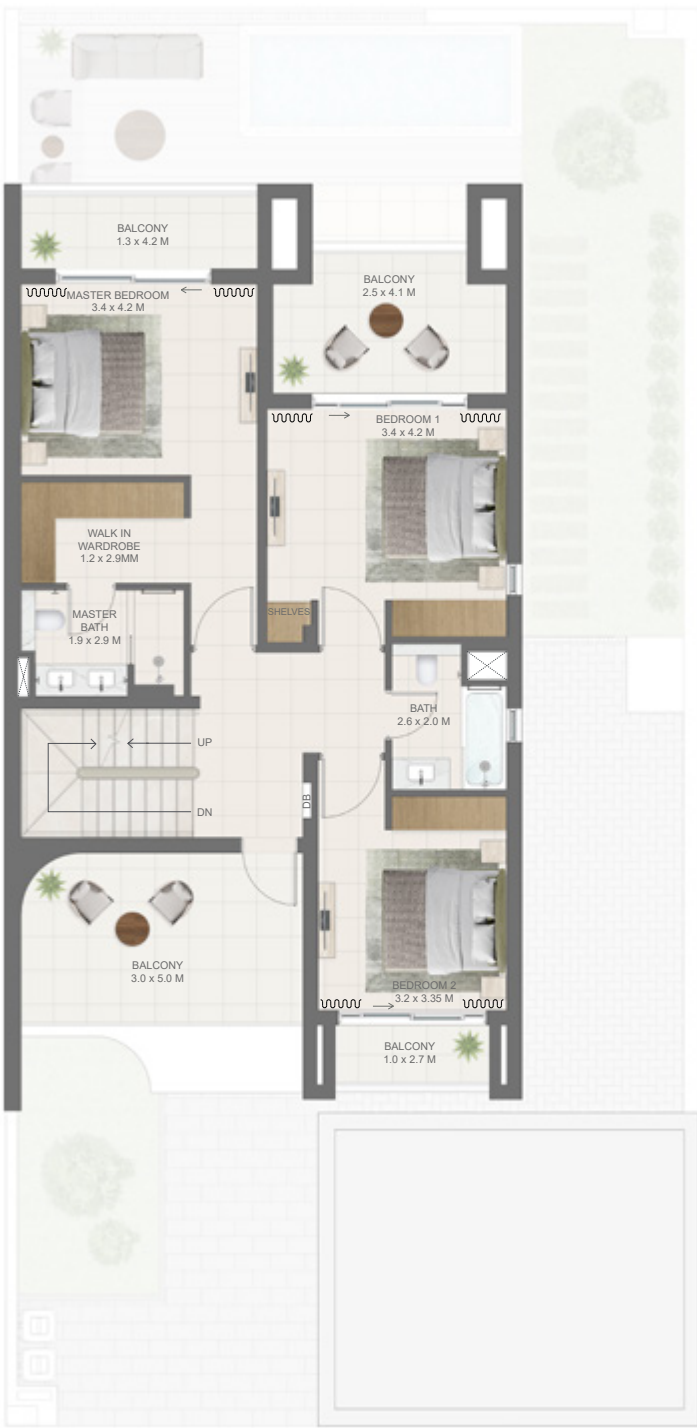 BALCONY
1.3 x 4.2 M
MASTER BEDROOM
3.4 x 4.2 M
BALCONY
2.5 x 4.1 M
BEDROOM 1
3.4 x 4.2 M
WALK IN
WARDROBE
1.2 x 2.9MM
MASTER
BATH
1.9 x 2.9 M
SHELVES
BATH
2.6 x 2.0 M
UP
DN
DB
BALCONY
3.0 x 5.0 M
BEDROOM 2
3.2 x 3.35 M
BALCONY
1.0 x 2.7 M